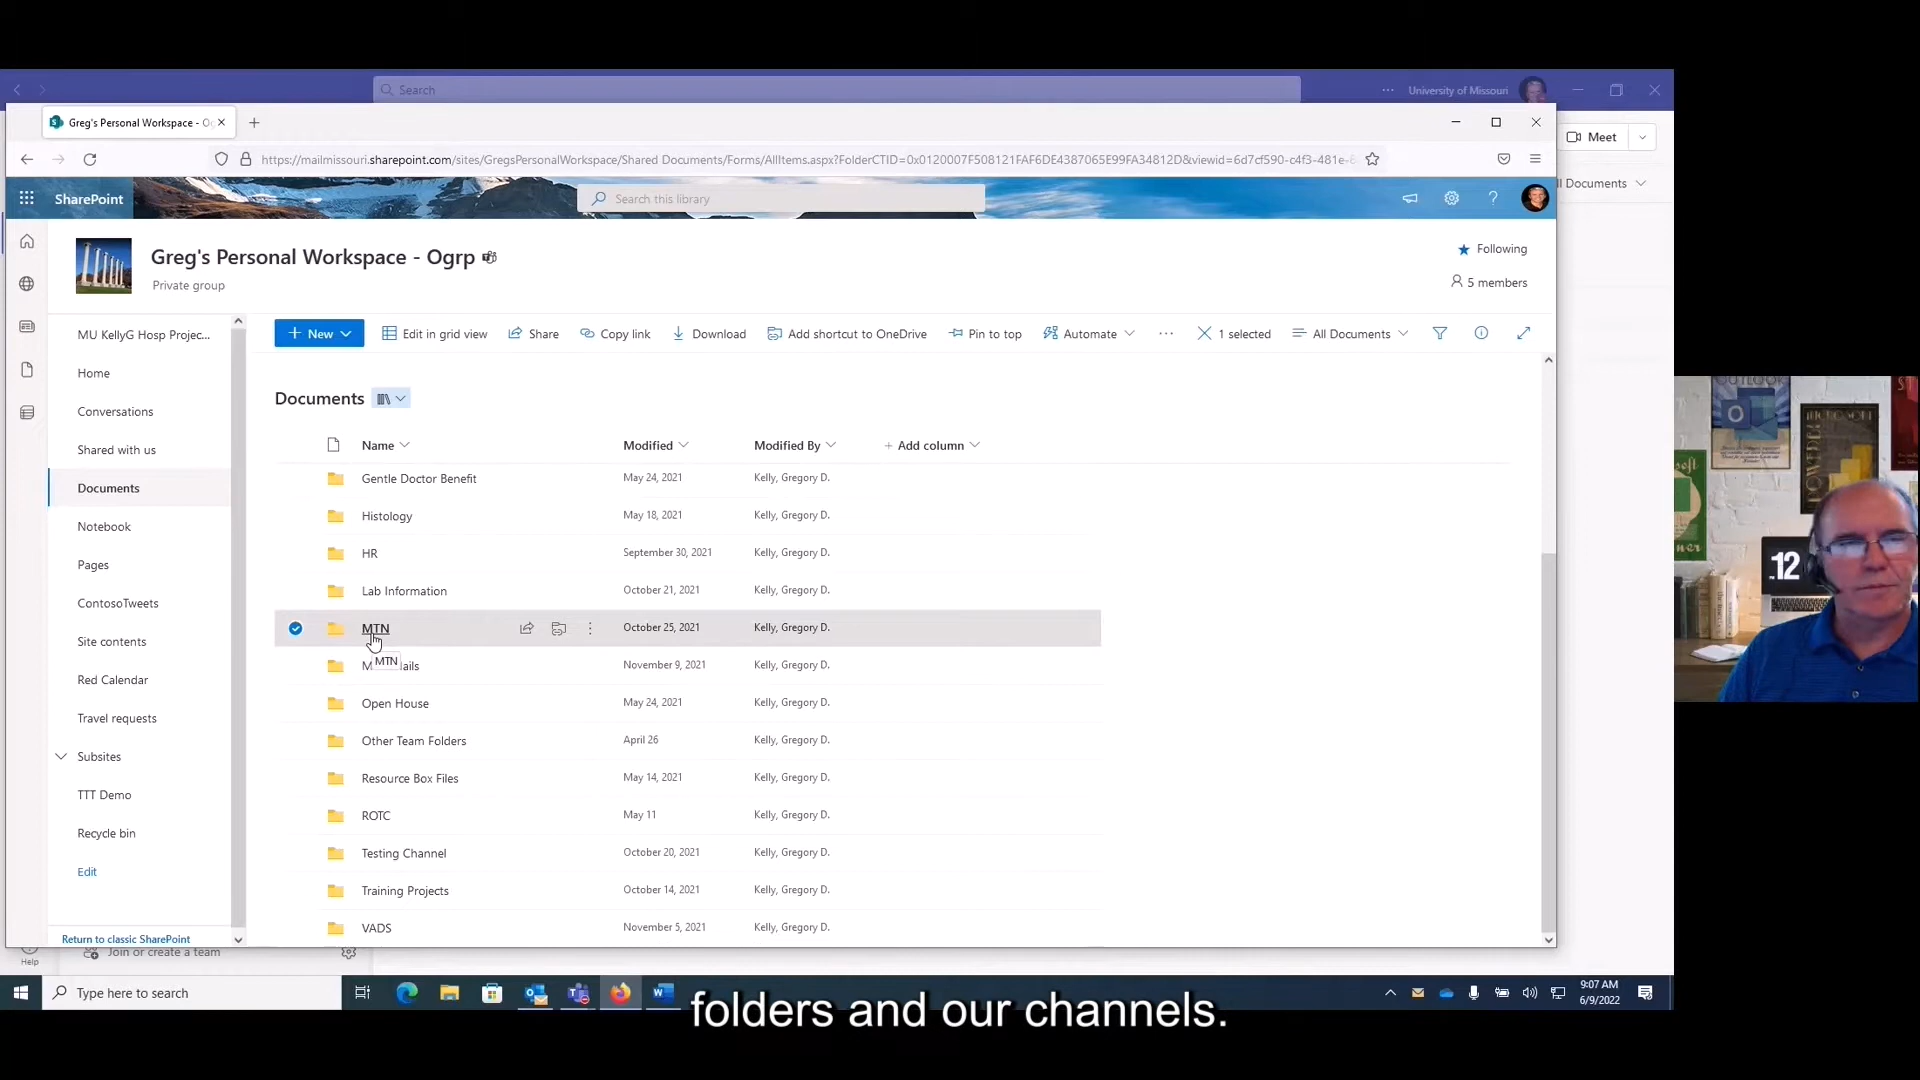 Search
University of Missouri
Greg's Personal Workspace - Og
Meet
https://mailmissouri.sharepoint.com/sites/GregsPersonalWorkspace/Shared Documents/Forms/AllItems.aspx?FolderCTID=0x0120007F508121FAF6DE4387065E99FA34812D&viewid=6d7cf590-c4f3-481e-
ll Documents
SharePoint
Search this library
Greg's Personal Workspace - Ogrp
Private group
Following
5 members
MU KellyG Hosp Projec...
Home
Conversations
Shared with us
Documents
Notebook
Pages
ContosoTweets
Site contents
Red Calendar
Travel requests
Subsites
TTT Demo
Recycle bin
Edit
Return to classic SharePoint
New
Edit in grid view
Share
Copy link
Download
Add shortcut to OneDrive
Pin to top
Automate
1 selected
All Documents
Documents
Name Modified Modified By + Add column
Gentle Doctor Benefit May 24, 2021 Kelly, Gregory D.
Histology May 18, 2021 Kelly, Gregory D.
HR September 30, 2021 Kelly, Gregory D.
Lab Information October 21, 2021 Kelly, Gregory D.
MTN October 25, 2021 Kelly, Gregory D.
MTN
M ails November 9, 2021 Kelly, Gregory D.
Open House May 24, 2021 Kelly, Gregory D.
Other Team Folders April 26 Kelly, Gregory D.
Resource Box Files May 14, 2021 Kelly, Gregory D.
ROTC May 11 Kelly, Gregory D.
Testing Channel October 20, 2021 Kelly, Gregory D.
Training Projects October 14, 2021 Kelly, Gregory D.
VADS November 5, 2021 Kelly, Gregory D.
Help
Join or create a team
OUTLOOK
12
Type here to search
9:07 AM
6/9/2022
folders and our channels.